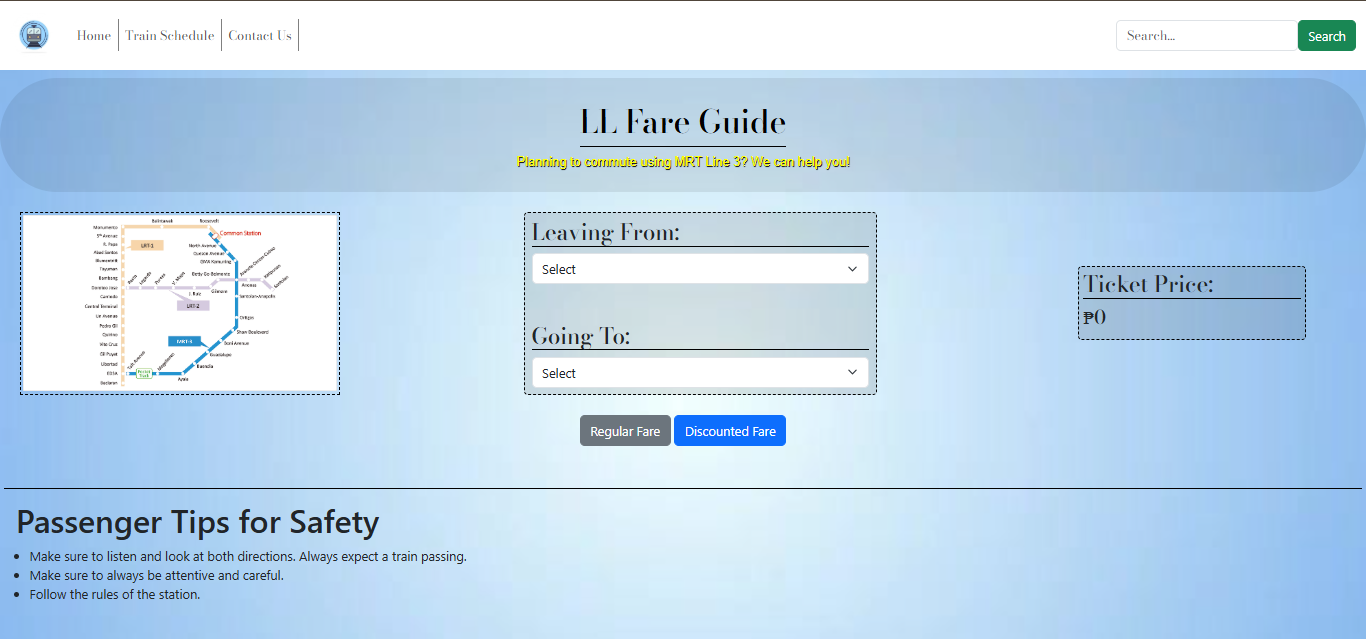 Home
Train Schedule
Contact Us
Search...
Search
LL Fare Guide
Planning to commute using MRT Line 3? We can help you!
Balintawak
Roosevelt
Monumento
Common Station
5th Avenue
R. Papa
LRT-1
North Avenue
Abad Santos
Quezon Avenue
Blumentritt
GMA Kamuning
Tayuman
Araneta Center-Cubao
Bambang
Recto
Legarda
Pureza
V. Mapa
Betty Go Belmonte
Katipunan
Santolan
Doroteo Jose
J. Ruiz
Gilmore
Anonas
Carriedo
Santolan-Annapolis
Central Terminal
LRT-2
Un Avenue
Ortigas
Pedro Gil
Quirino
Shaw Boulevard
Vito Cruz
MRT-3
Boni Avenue
Gil Puyat
Guadalupe
Libertad
Taft Avenue
Magallanes
Buendia
EDSA
Ayala
Baclaran
Leaving From:
Select
Going To:
Select
Ticket Price:
₱0
Regular Fare
Discounted Fare
Passenger Tips for Safety
Make sure to listen and look at both directions. Always expect a train passing.
Make sure to always be attentive and careful.
Follow the rules of the station.